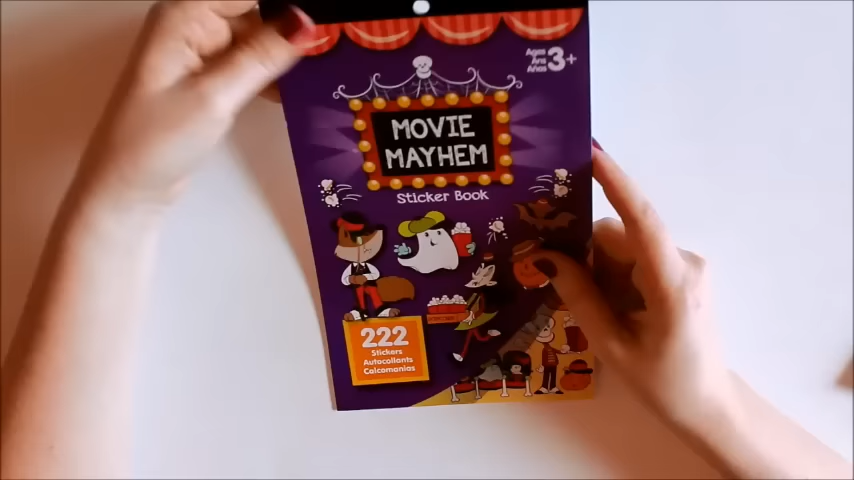 Ages
Ans
Años
3+
MOVIE
MAYHEM
Sticker Book
222
Stickers
Autocollants
Calcomanías